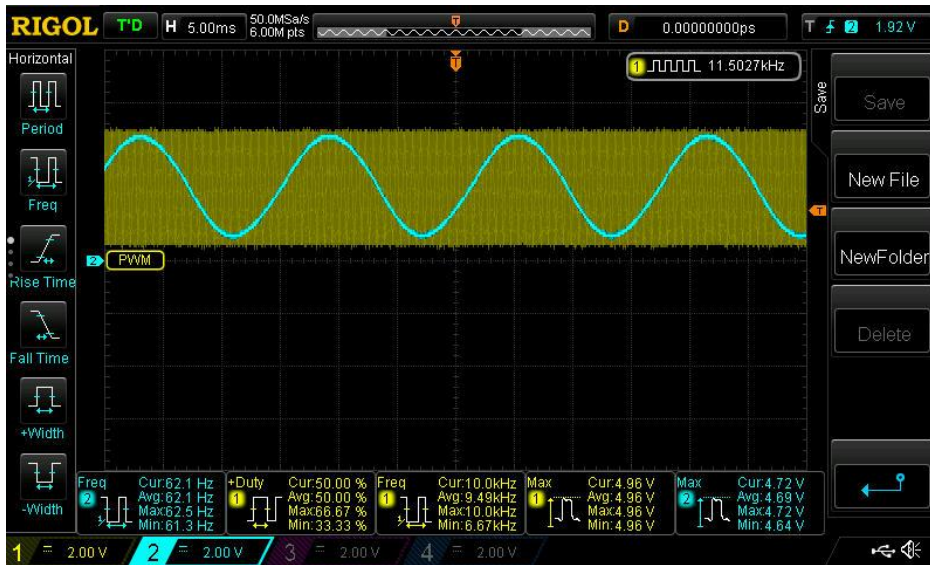 RIGOL T'D H 5.00ms 50.0MSa/s 6.00M pts D 0.00000000ps T 2 1.92 V
T
Horizontal
T
1 11.5027kHz
Save
Save
Period
New File
Freq
T
2 PWM
NewFolder
Rise Time
Delete
Fall Time
+Width
-Width
Freq 2 Cur:62.1 Hz
Avg:62.1 Hz
Max:62.5 Hz
Min:61.3 Hz
+Duty 1 Cur:50.00 %
Avg:50.00 %
Max:66.67 %
Min:33.33 %
Freq 1 Cur:10.0kHz
Avg:9.49kHz
Max:10.0kHz
Min:6.67kHz
Max 1 Cur:4.96 V
Avg:4.96 V
Max:4.96 V
Min:4.96 V
Max 2 Cur:4.72 V
Avg:4.69 V
Max:4.72 V
Min:4.64 V
1 = 2.00 V 2 = 2.00 V 3 = 2.00 V 4 = 2.00 V